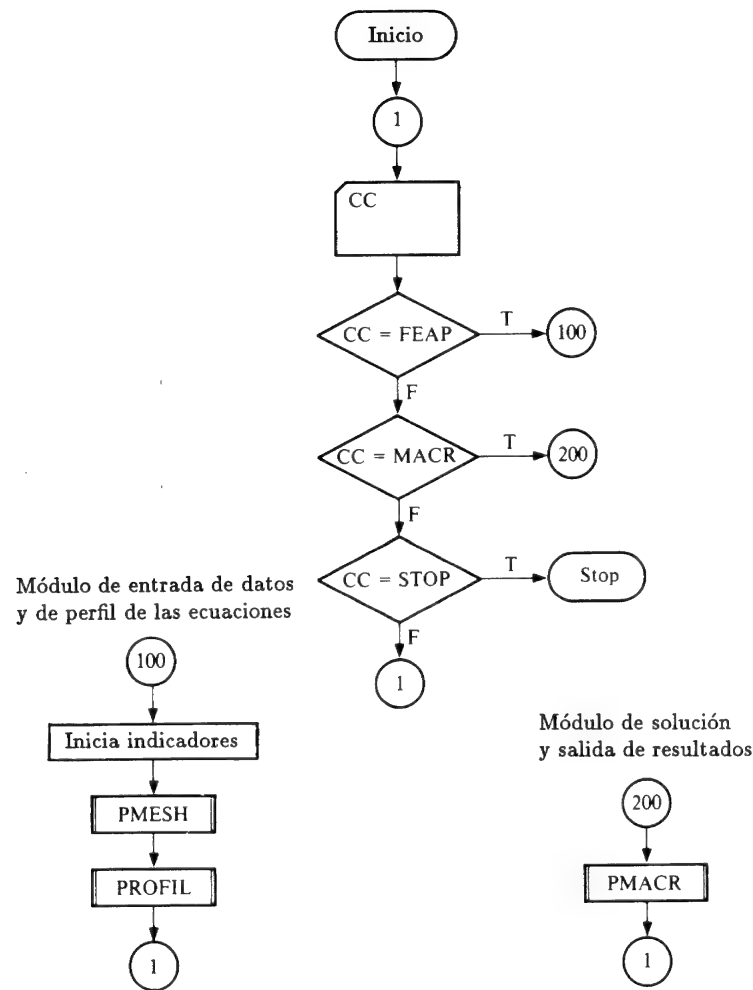 Inicio
1
CC
CC = FEAP
T
100
F
CC = MACR
T
200
F
CC = STOP
T
Stop
F
1
Módulo de entrada de datos
y de perfil de las ecuaciones
100
Inicia indicadores
PMESH
PROFIL
1
Módulo de solución
y salida de resultados
200
PMACR
1